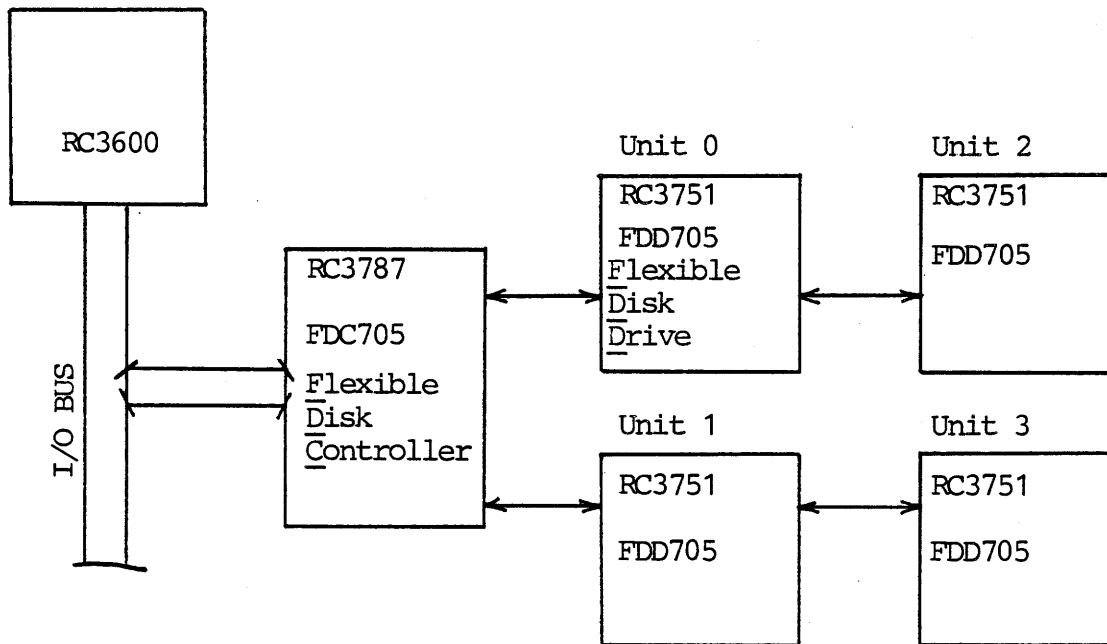 RC3600
I/O BUS
RC3787
FDC705
Flexible
Disk
Controller
Unit 0
RC3751
FDD705
Flexible
Disk
Drive
Unit 2
RC3751
FDD705
Unit 1
RC3751
FDD705
Unit 3
RC3751
FDD705